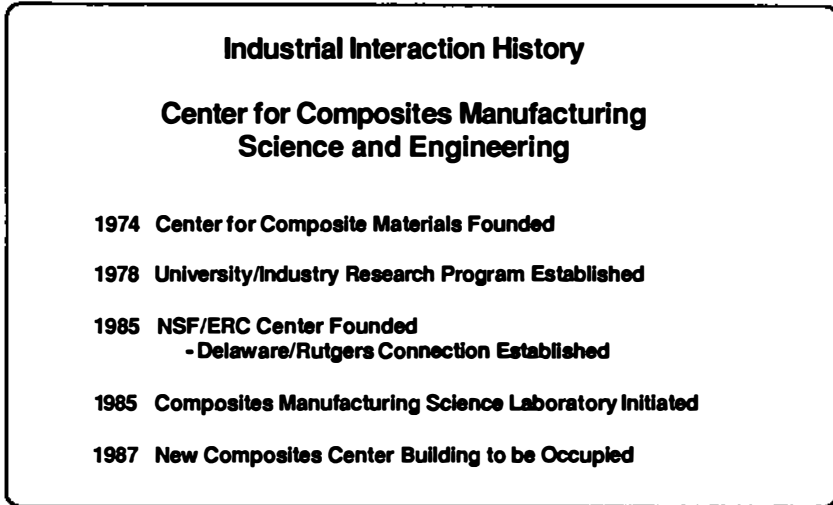 Industrial Interaction History
Center for Composites Manufacturing
Science and Engineering
1974 Center for Composite Materials Founded
1978 University/Industry Research Program Established
1985 NSF/ERC Center Founded
- Delaware/Rutgers Connection Established
1985 Composites Manufacturing Science Laboratory Initiated
1987 New Composites Center Building to be Occupied